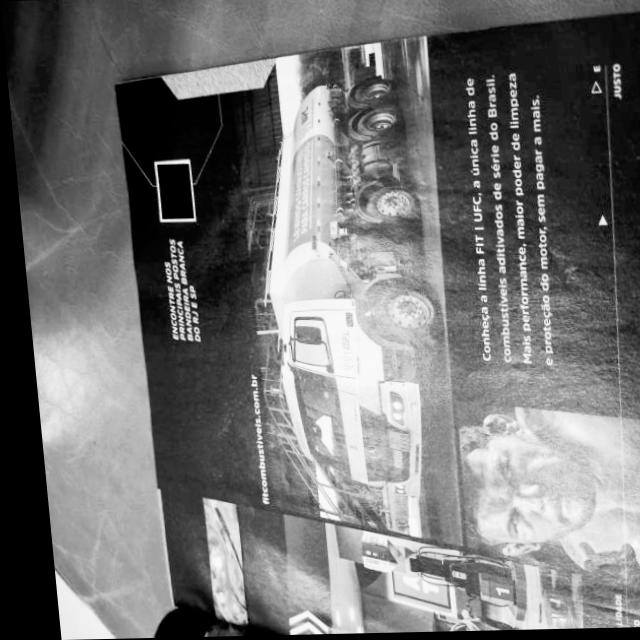 E
JUSTO
Conheça a linha FIT | UFC, a única linha de
combustíveis aditivados de série do Brasil.
Mais performance, maior poder de limpeza
e proteção do motor, sem pagar a mais.
ENCONTRE NOS
PRINCIPAIS POSTOS
BANDEIRA BRANCA
DO RJ E SP
fitcombustiveis.com.br